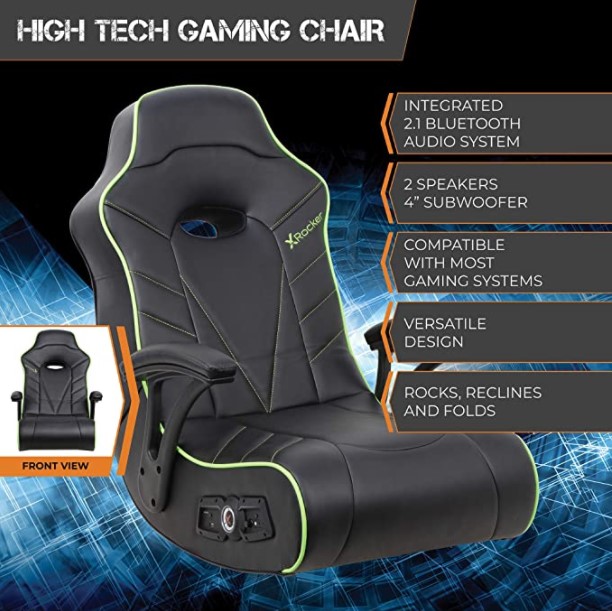 HIGH TECH GAMING CHAIR
INTEGRATED
2.1 BLUETOOTH
AUDIO SYSTEM
XRocker
2 SPEAKERS
4” SUBWOOFER
COMPATIBLE
WITH MOST
GAMING SYSTEMS
VERSATILE
DESIGN
ROCKS, RECLINES
AND FOLDS
FRONT VIEW